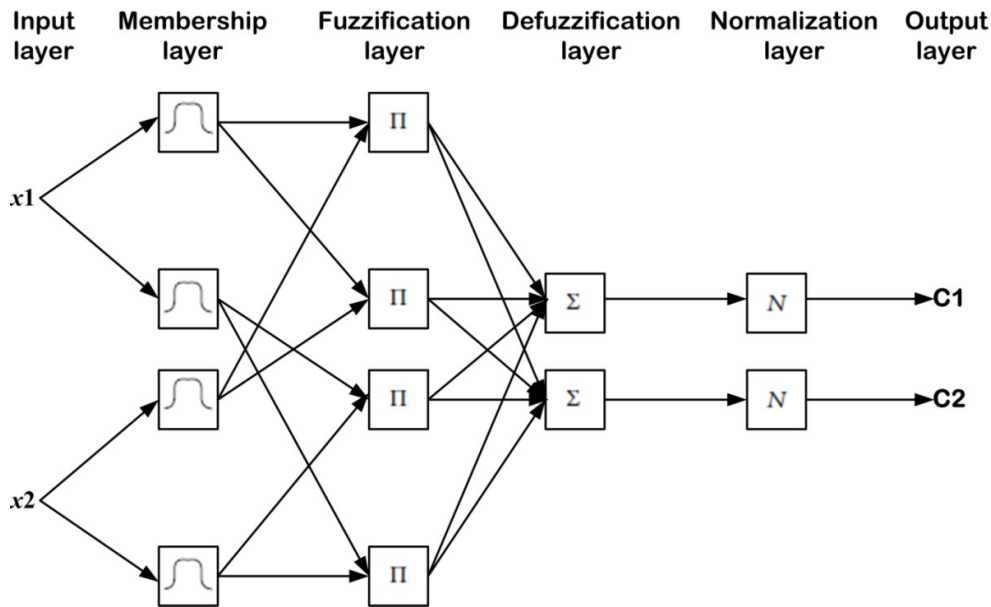 Input layer
Membership layer
Fuzzification layer
Defuzzification layer
Normalization layer
Output layer
x1
x2
Π
Π
Π
Π
Σ
Σ
N
N
C1
C2